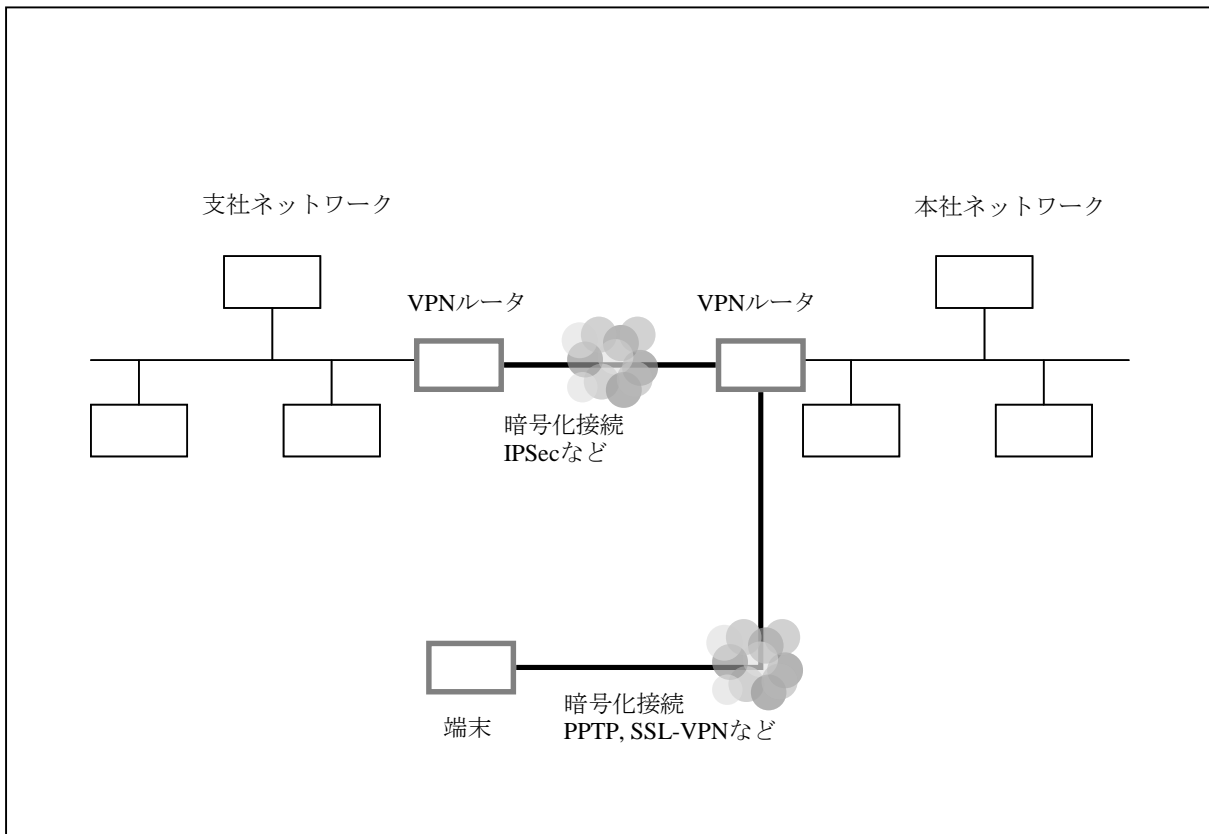 支社ネットワーク
本社ネットワーク
VPNルータ
VPNルータ
暗号化接続
IPSecなど
端末
暗号化接続
PPTP, SSL-VPNなど